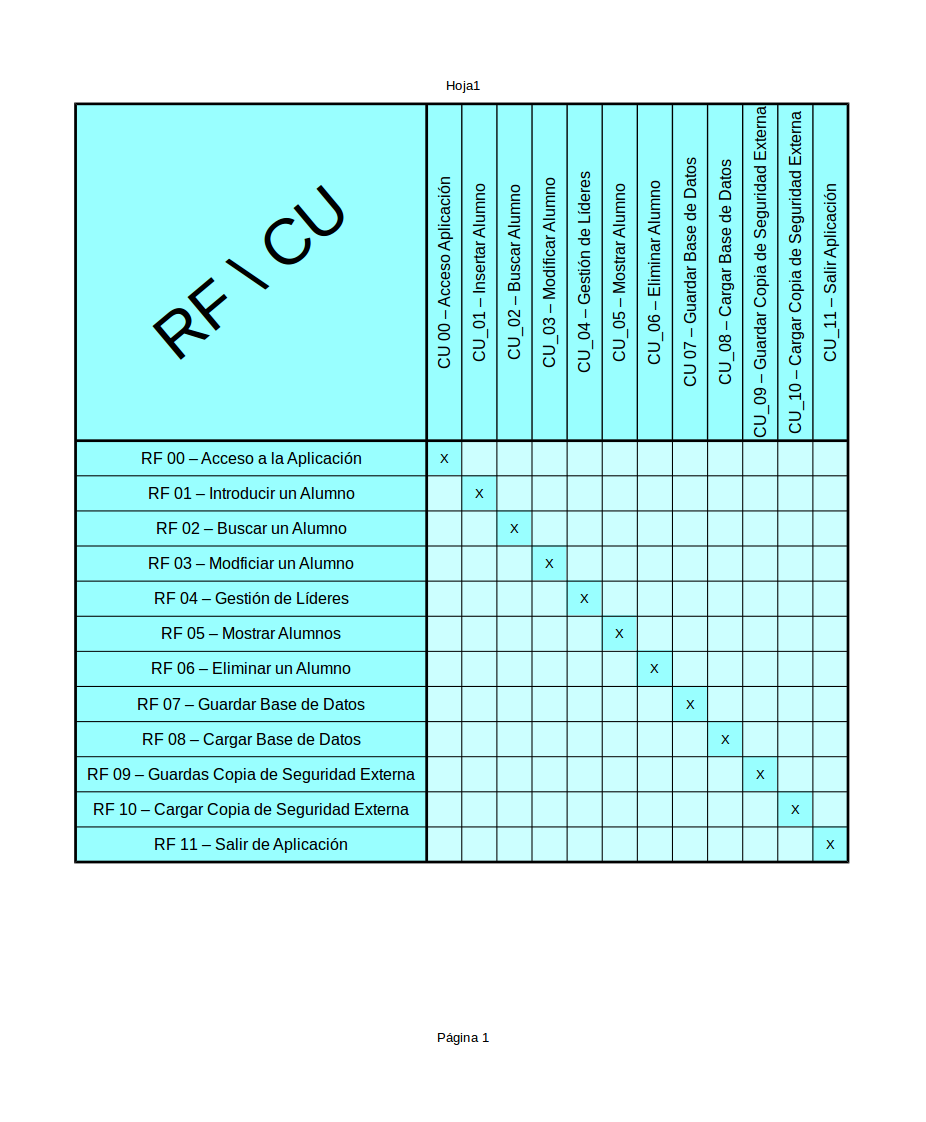 Hoja1
RF \ CU
CU 00 – Acceso Aplicación
CU_01 – Insertar Alumno
CU_02 – Buscar Alumno
CU_03 – Modificar Alumno
CU_04 – Gestión de Líderes
CU_05 – Mostrar Alumno
CU_06 – Eliminar Alumno
CU 07 – Guardar Base de Datos
CU_08 – Cargar Base de Datos
CU_09 – Guardar Copia de Seguridad Externa
CU_10 – Cargar Copia de Seguridad Externa
CU_11 – Salir Aplicación
RF 00 – Acceso a la Aplicación X
RF 01 – Introducir un Alumno X
RF 02 – Buscar un Alumno X
RF 03 – Modficiar un Alumno X
RF 04 – Gestión de Líderes X
RF 05 – Mostrar Alumnos X
RF 06 – Eliminar un Alumno X
RF 07 – Guardar Base de Datos X
RF 08 – Cargar Base de Datos X
RF 09 – Guardas Copia de Seguridad Externa X
RF 10 – Cargar Copia de Seguridad Externa X
RF 11 – Salir de Aplicación X
Página 1